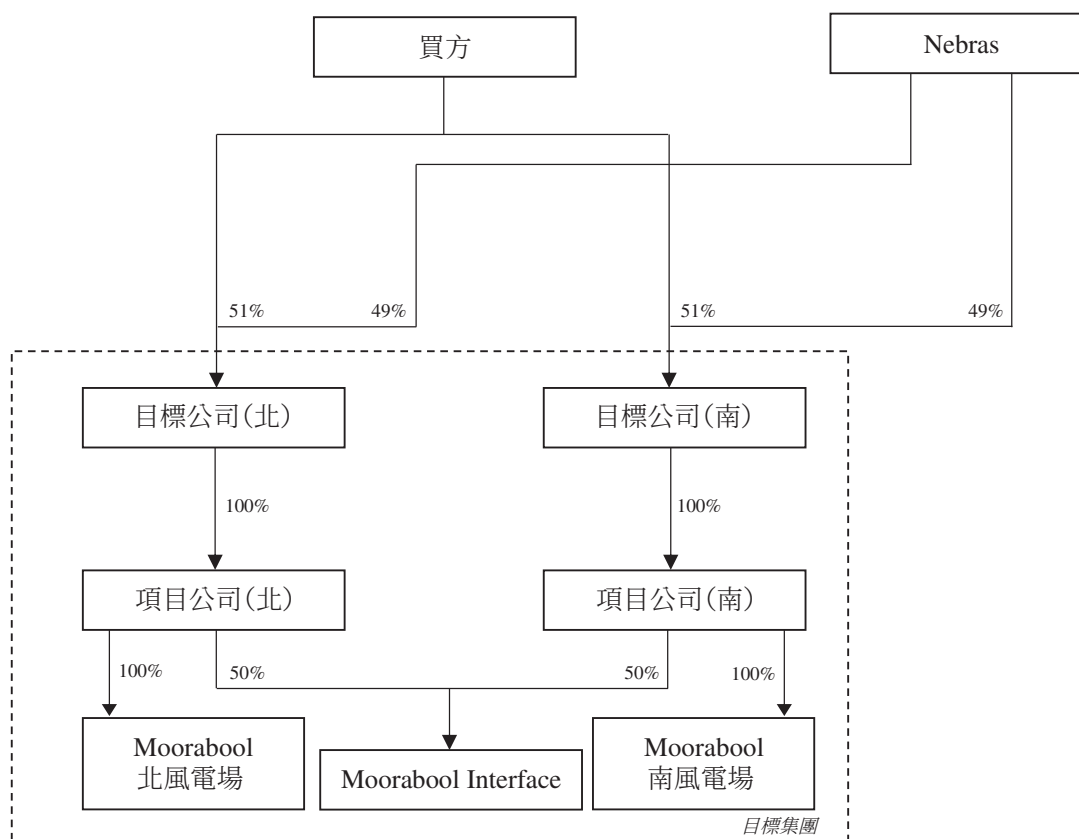 買方
Nebras
51%
49%
51%
49%
目標公司(北)
目標公司(南)
100%
100%
項目公司(北)
項目公司(南)
100%
50%
50%
100%
Moorabool
北風電場
Moorabool Interface
Moorabool
南風電場
目標集團